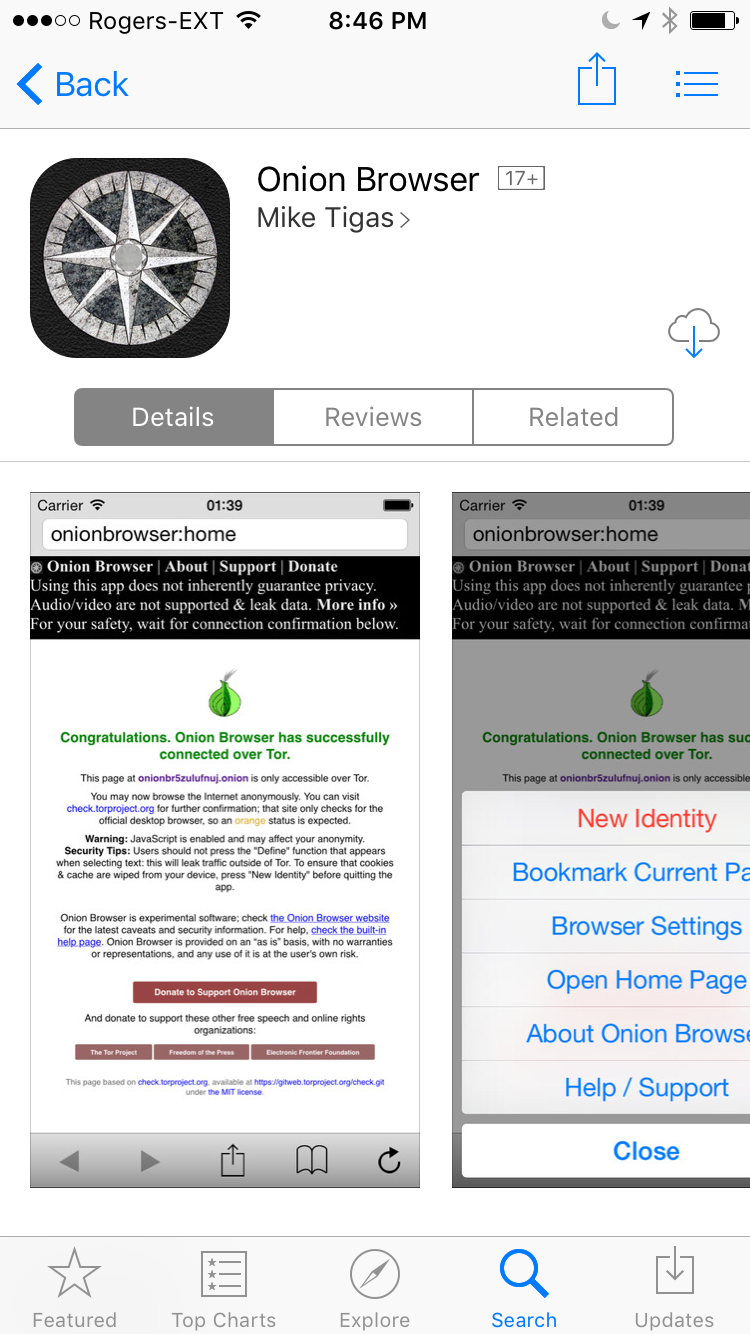 Rogers-EXT 8:46 PM
Back
Onion Browser 17+
Mike Tigas >
Details Reviews Related
Carrier 01:39
onionbrowser:home
Onion Browser | About | Support | Donate
Using this app does not inherently guarantee privacy.
Audio/video are not supported & leak data. More info »
For your safety, wait for connection confirmation below.
Congratulations. Onion Browser has successfully
connected over Tor.
This page at onionbr5zulufnuj.onion is only accessible over Tor.
You may now browse the Internet anonymously. You can visit
check.torproject.org for further confirmation; that site only checks for the
official desktop browser, so an orange status is expected.
Warning: JavaScript is enabled and may affect your anonymity.
Security Tips: Users should not press the "Define" function that appears
when selecting text: this will leak traffic outside of Tor. To ensure that cookies
& cache are wiped from your device, press "New Identity" before quitting the
app.
Onion Browser is experimental software; check the Onion Browser website
for the latest caveats and security information. For help, check the built-in
help page. Onion Browser is provided on an "as is" basis, with no warranties
or representations, and any use of it is at the user's own risk.
Donate to Support Onion Browser
And donate to support these other free speech and online rights
organizations:
The Tor Project Freedom of the Press Electronic Frontier Foundation
This page based on check.torproject.org, available at https://gitweb.torproject.org/check.git
under the MIT license.
Carrier 01:39
onionbrowser:home
Onion Browser | About | Support | Donat
Using this app does not inherently guarantee p
Audio/video are not supported & leak data. M
For your safety, wait for connection confirma
Congratulations. Onion Browser has suc
connected over Tor.
This page at onionbr5zulufnuj.onion is only accessible
New Identity
Bookmark Current Pa
Browser Settings
Open Home Page
About Onion Browse
Help / Support
Close
Featured Top Charts Explore Search Updates